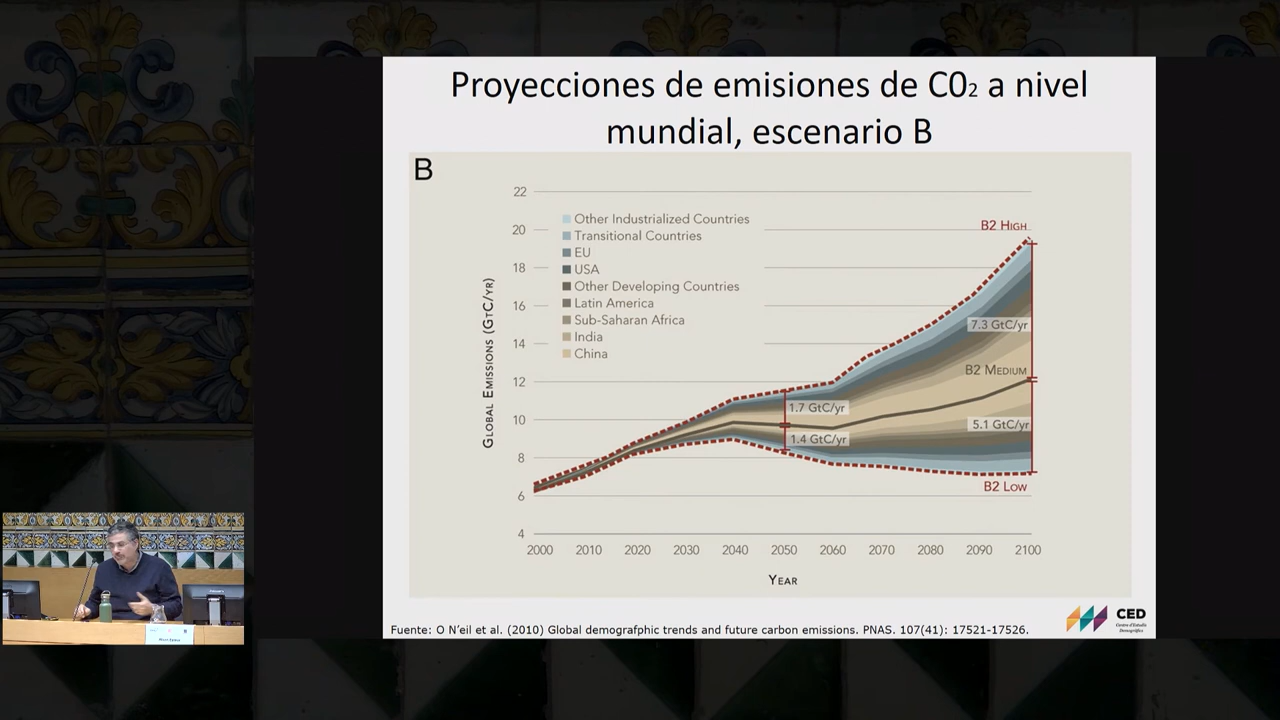 Proyecciones de emisiones de C0₂ a nivel
mundial, escenario B
B
22
20
18
16
14
12
10
8
6
4
GLOBAL EMISSIONS (GTC/YR)
Other Industrialized Countries
Transitional Countries
EU
USA
Other Developing Countries
Latin America
Sub-Saharan Africa
India
China
B2 HIGH
7.3 GtC/yr
B2 MEDIUM
1.7 GtC/yr
5.1 GtC/yr
1.4 GtC/yr
B2 LOW
2000 2010 2020 2030 2040 2050 2060 2070 2080 2090 2100
YEAR
Fuente: O N'eil et al. (2010) Global demografphic trends and future carbon emissions. PNAS. 107(41): 17521-17526.
CED